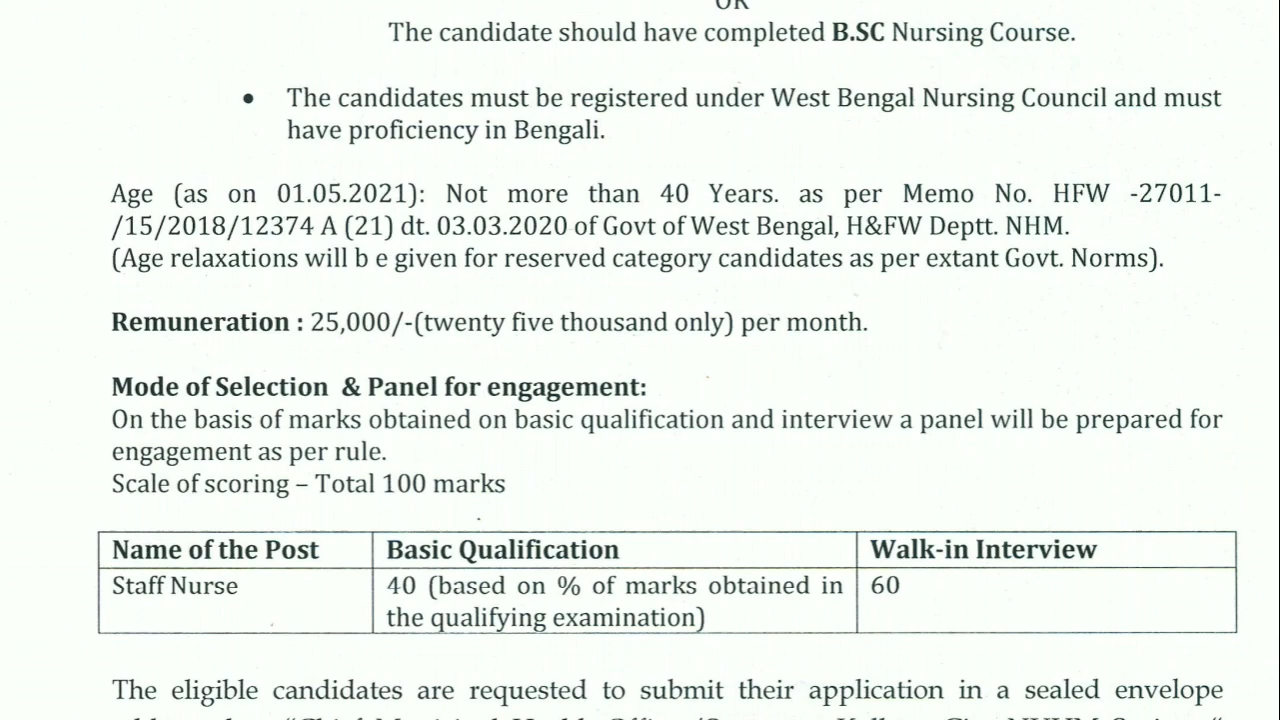 OR
The candidate should have completed B.SC Nursing Course.
• The candidates must be registered under West Bengal Nursing Council and must
have proficiency in Bengali.
Age (as on 01.05.2021): Not more than 40 Years. as per Memo No. HFW -27011-
/15/2018/12374 A (21) dt. 03.03.2020 of Govt of West Bengal, H&FW Deptt. NHM.
(Age relaxations will b e given for reserved category candidates as per extant Govt. Norms).
Remuneration : 25,000/-(twenty five thousand only) per month.
Mode of Selection & Panel for engagement:
On the basis of marks obtained on basic qualification and interview a panel will be prepared for
engagement as per rule.
Scale of scoring – Total 100 marks
Name of the Post Basic Qualification Walk-in Interview
Staff Nurse 40 (based on % of marks obtained in 60
the qualifying examination)
The eligible candidates are requested to submit their application in a sealed envelope